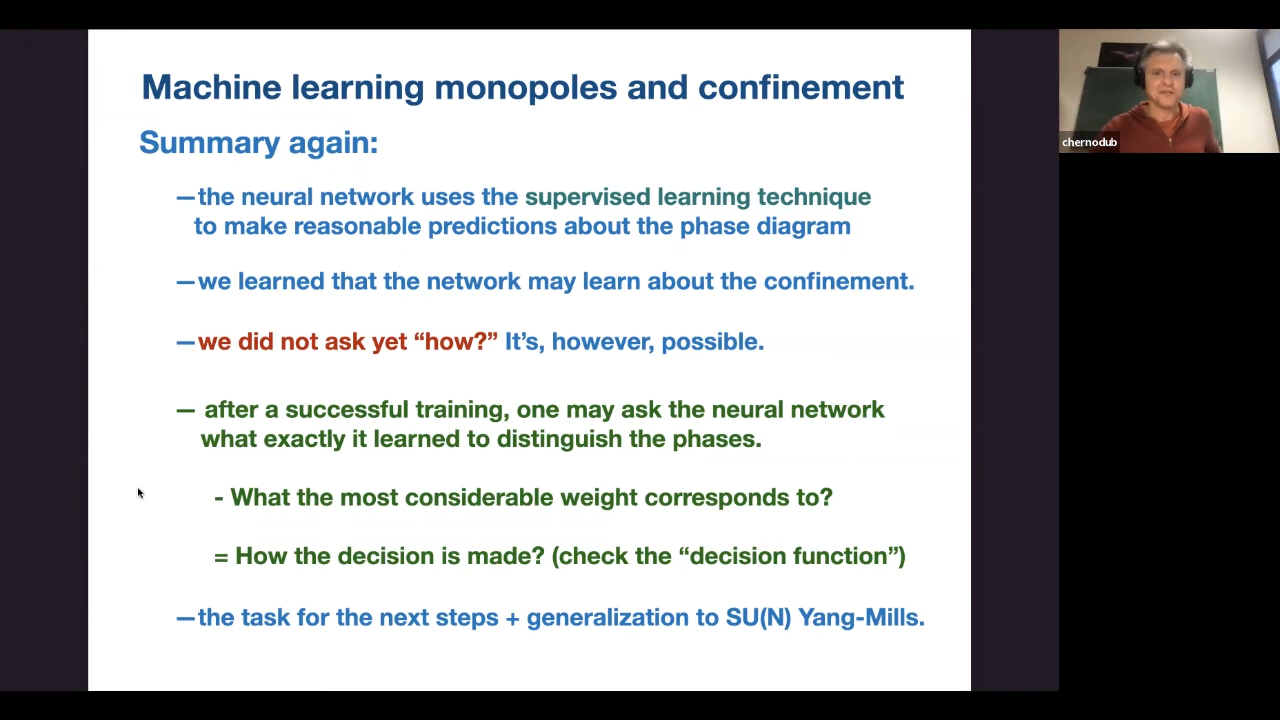 Machine learning monopoles and confinement
Summary again:
—the neural network uses the supervised learning technique
to make reasonable predictions about the phase diagram
—we learned that the network may learn about the confinement.
—we did not ask yet “how?” It’s, however, possible.
— after a successful training, one may ask the neural network
what exactly it learned to distinguish the phases.
- What the most considerable weight corresponds to?
= How the decision is made? (check the “decision function”)
—the task for the next steps + generalization to SU(N) Yang-Mills.
chernodub